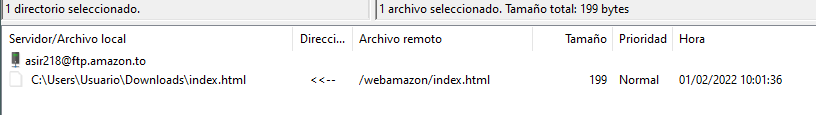 1 directorio seleccionado. 1 archivo seleccionado. Tamaño total: 199 bytes
Servidor/Archivo local Direcci... Archivo remoto Tamaño Prioridad Hora
asir218@ftp.amazon.to
C:\Users\Usuario\Downloads\index.html <<-- /webamazon/index.html 199 Normal 01/02/2022 10:01:36